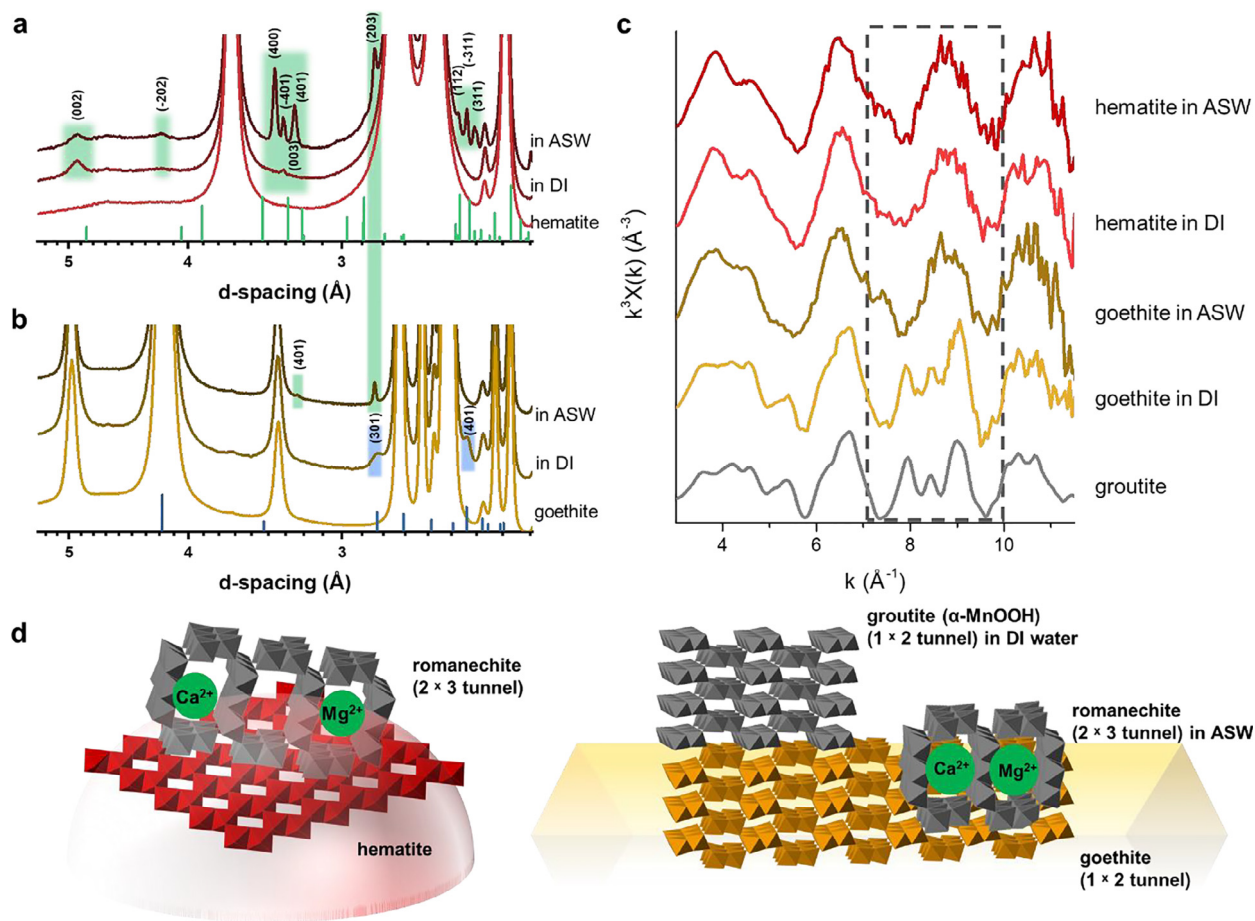 a
(002)
(-202)
(400)
(-401)
(401)
(003)
(203)
(112)
(-311)
(311)
in ASW
in DI
hematite
5
4
3
d-spacing (Å)
b
(401)
(301)
(401)
in ASW
in DI
goethite
5
4
3
d-spacing (Å)
c
k³X(k) (Å⁻³)
hematite in ASW
hematite in DI
goethite in ASW
goethite in DI
groutite
4
6
8
10
k (Å⁻¹)
d
romanechite
(2 × 3 tunnel)
Ca²⁺
Mg²⁺
hematite
groutite (α-MnOOH)
(1 × 2 tunnel) in DI water
romanechite
(2 × 3 tunnel) in ASW
Ca²⁺
Mg²⁺
goethite
(1 × 2 tunnel)